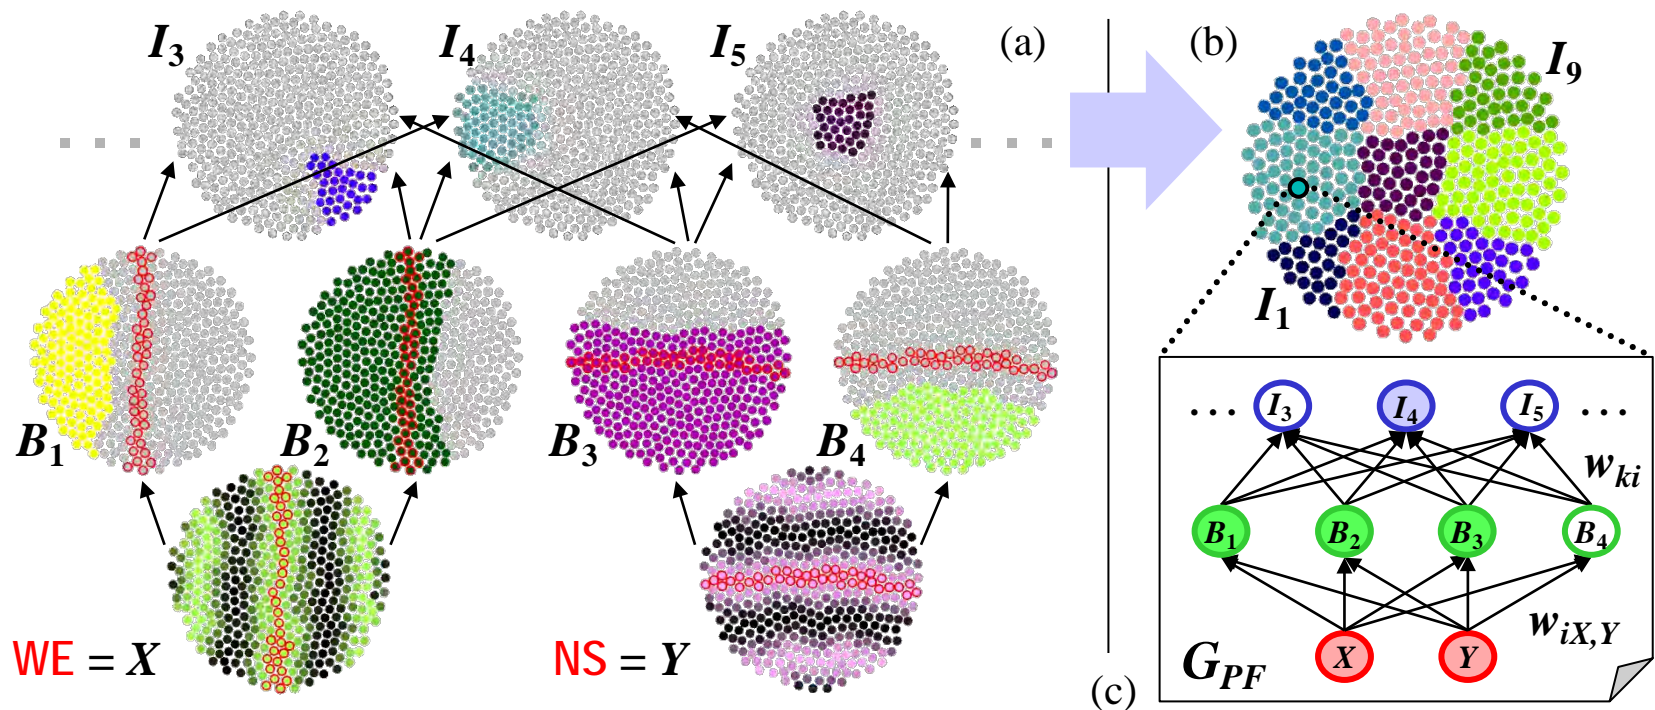 I3 I4 I5 (a) (b) I9
I1
B1 B2 B3 B4
WE = X NS = Y
... I3 I4 I5 ...
wki
B1 B2 B3 B4
wiX,Y
X Y
GPF
(c)